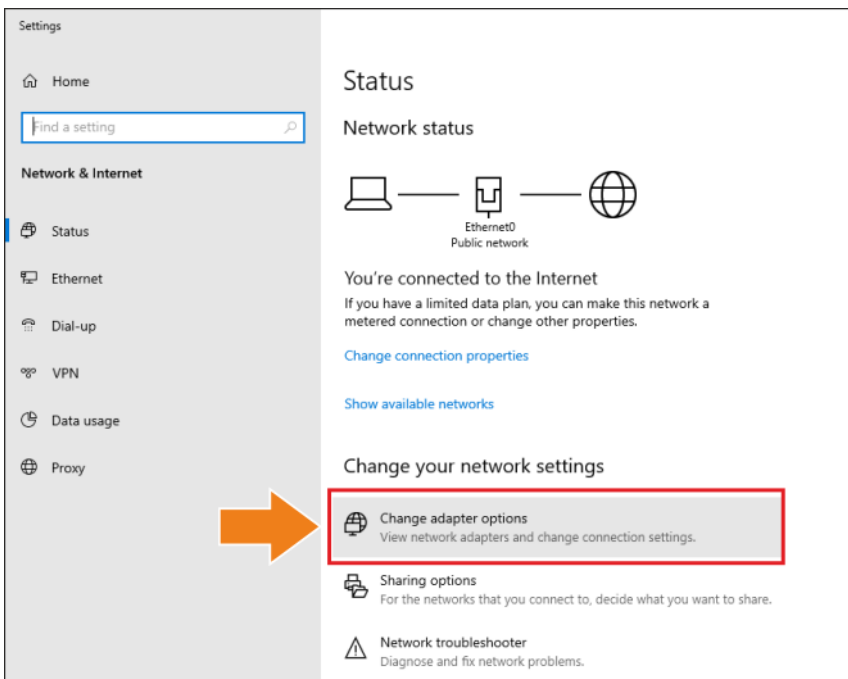 Settings
Home
Find a setting
Network & Internet
Status
Ethernet
Dial-up
VPN
Data usage
Proxy
Status
Network status
Ethernet0
Public network
You're connected to the Internet
If you have a limited data plan, you can make this network a
metered connection or change other properties.
Change connection properties
Show available networks
Change your network settings
Change adapter options
View network adapters and change connection settings.
Sharing options
For the networks that you connect to, decide what you want to share.
Network troubleshooter
Diagnose and fix network problems.